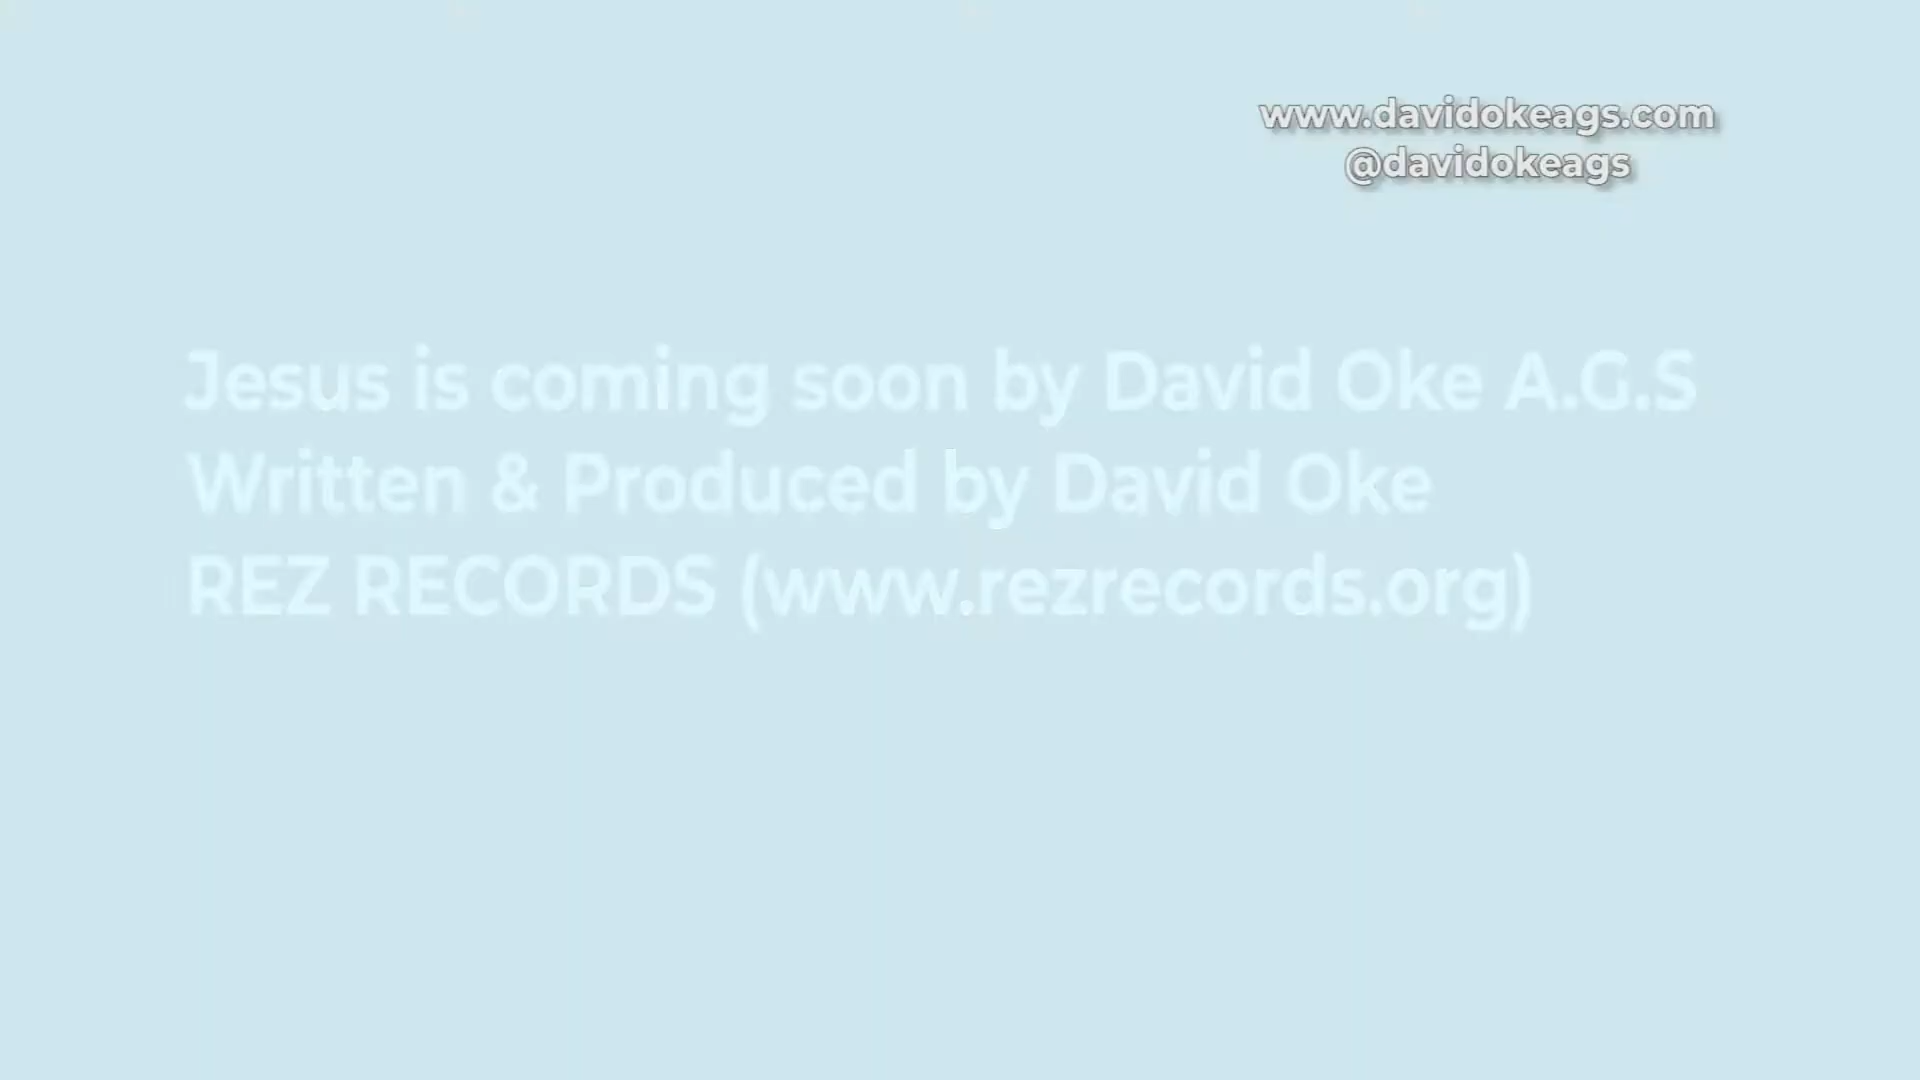 www.davidokeags.com
@davidokeags
Jesus is coming soon by David Oke A.G.S
Written & Produced by David Oke
REZ RECORDS (www.rezrecords.org)